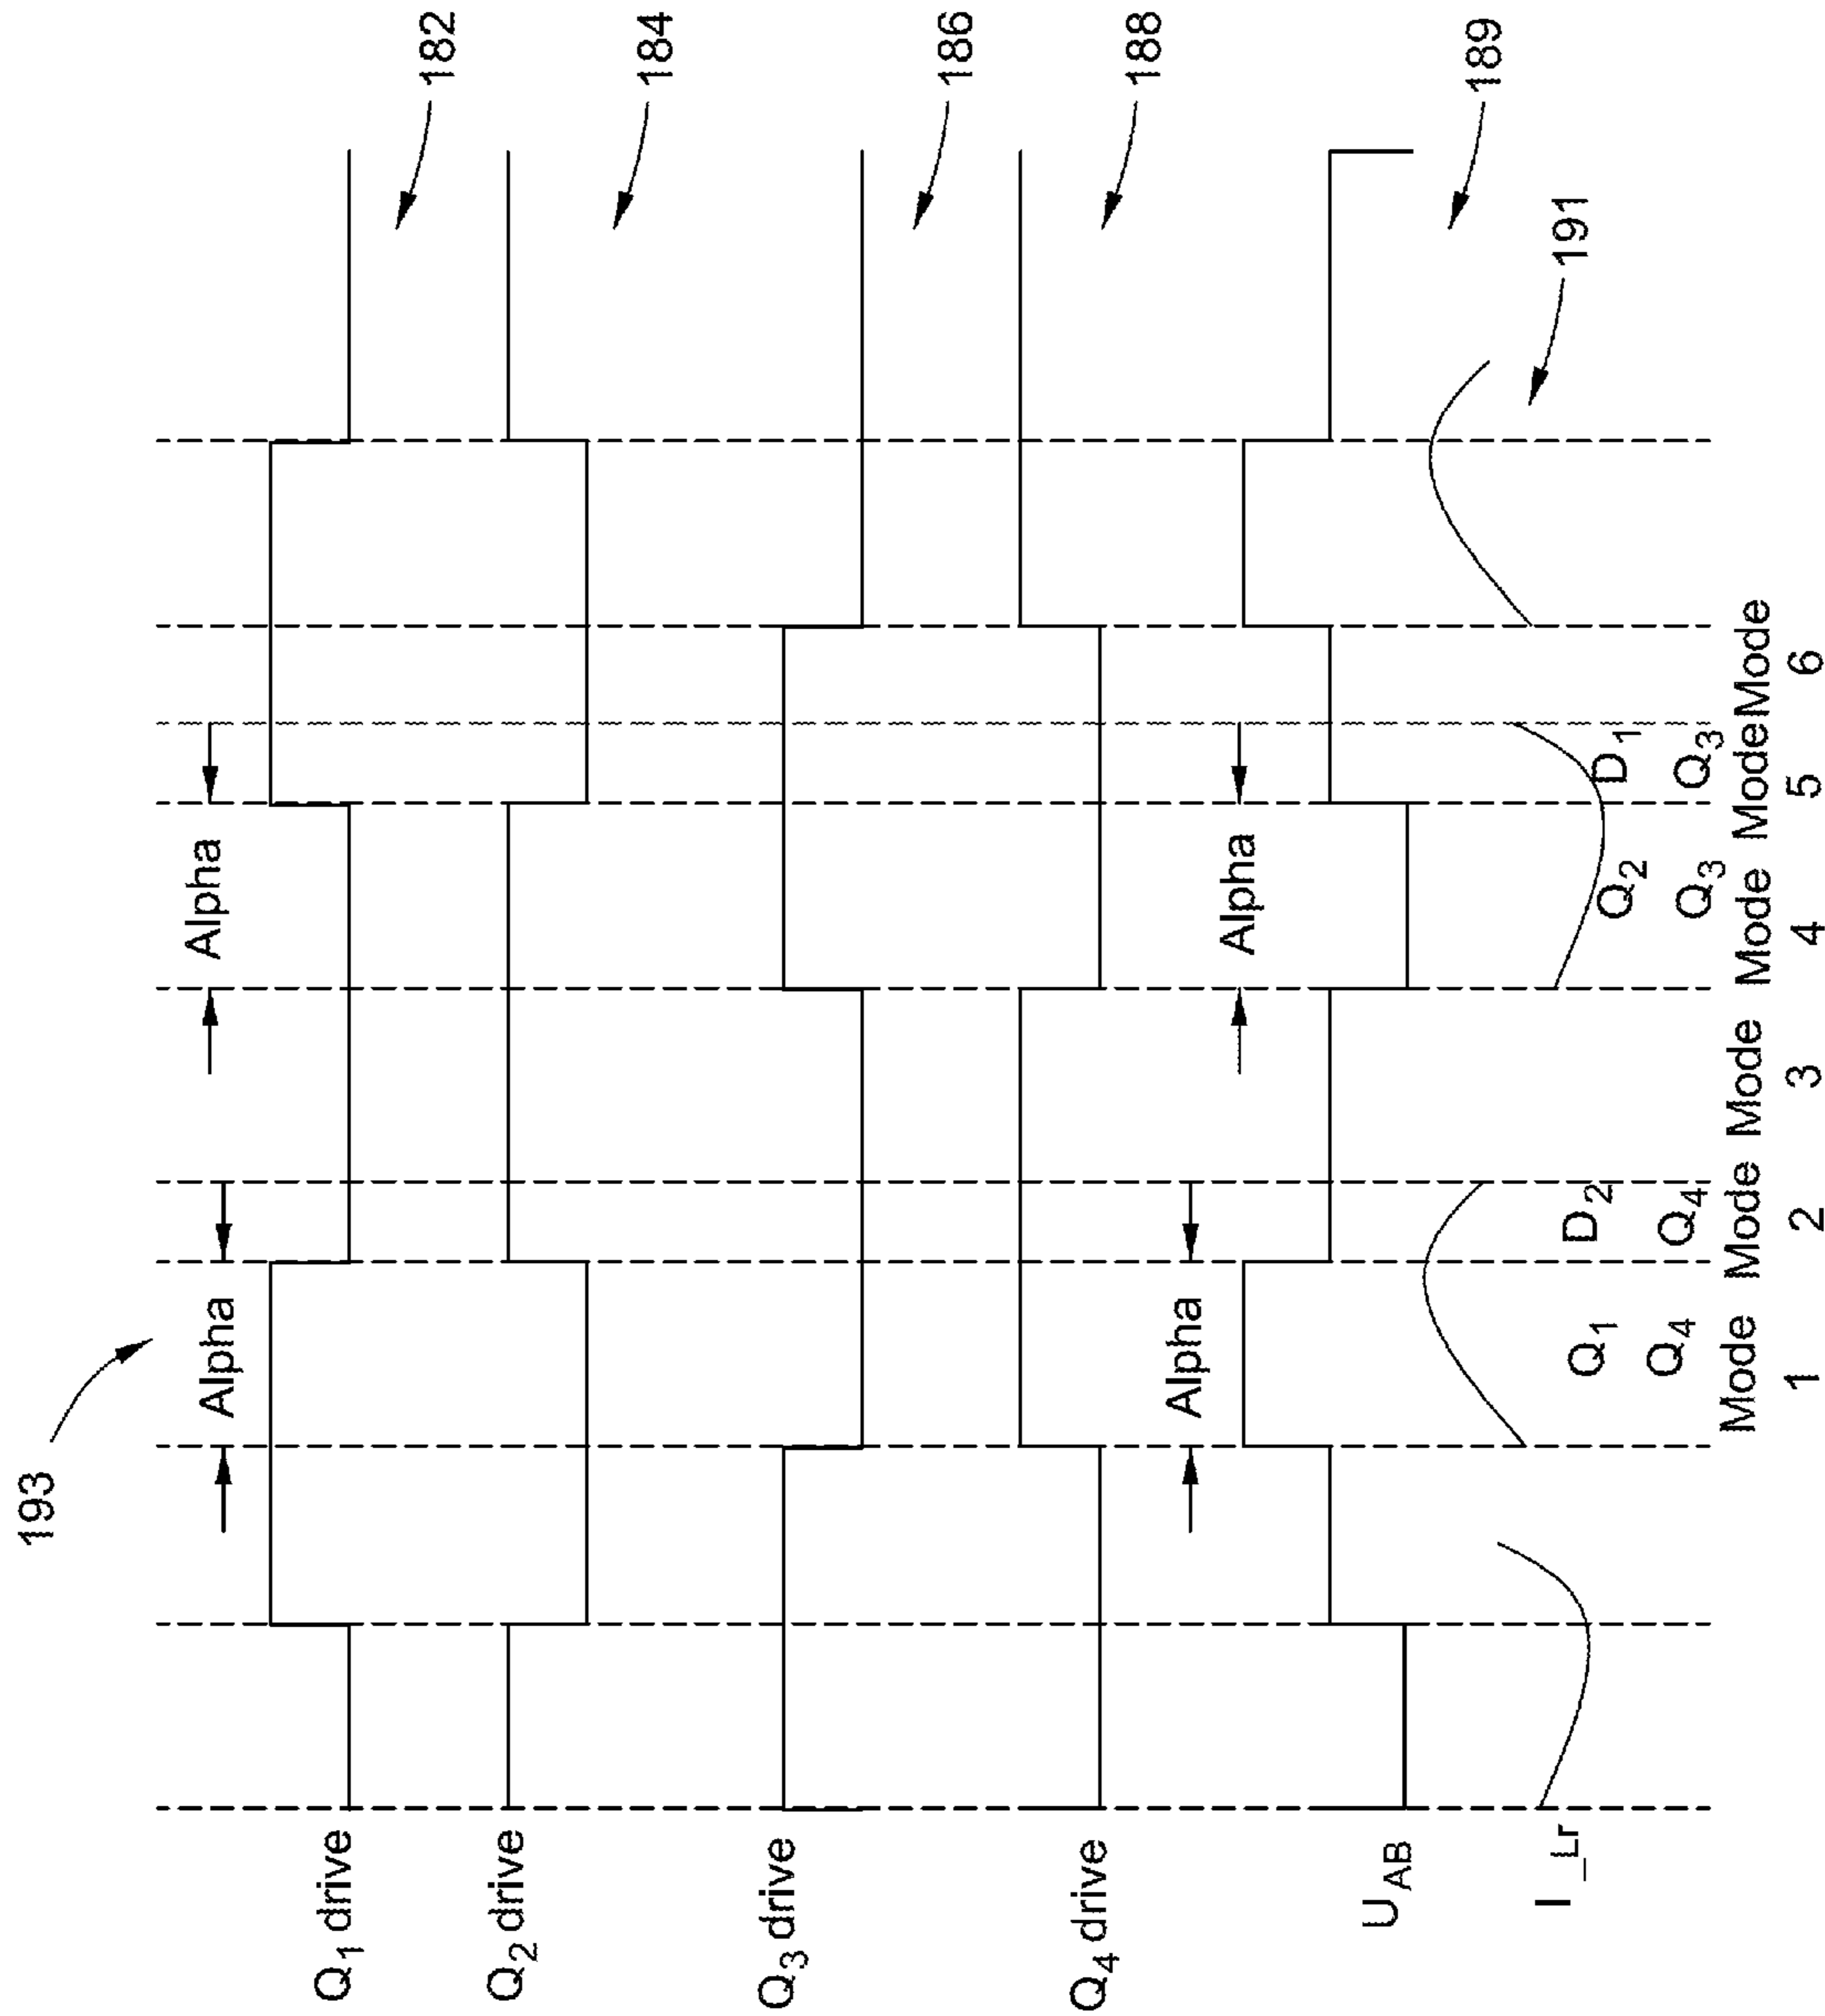 193
Alpha
Alpha
Q1 drive
182
Q2 drive
184
Q3 drive
186
Q4 drive
188
Alpha
Alpha
UAB
189
I_Lr
191
Q1 D2 Q2 D1
Q4 Q4 Q3 Q3
Mode Mode Mode Mode Mode Mode
1 2 3 4 5 6